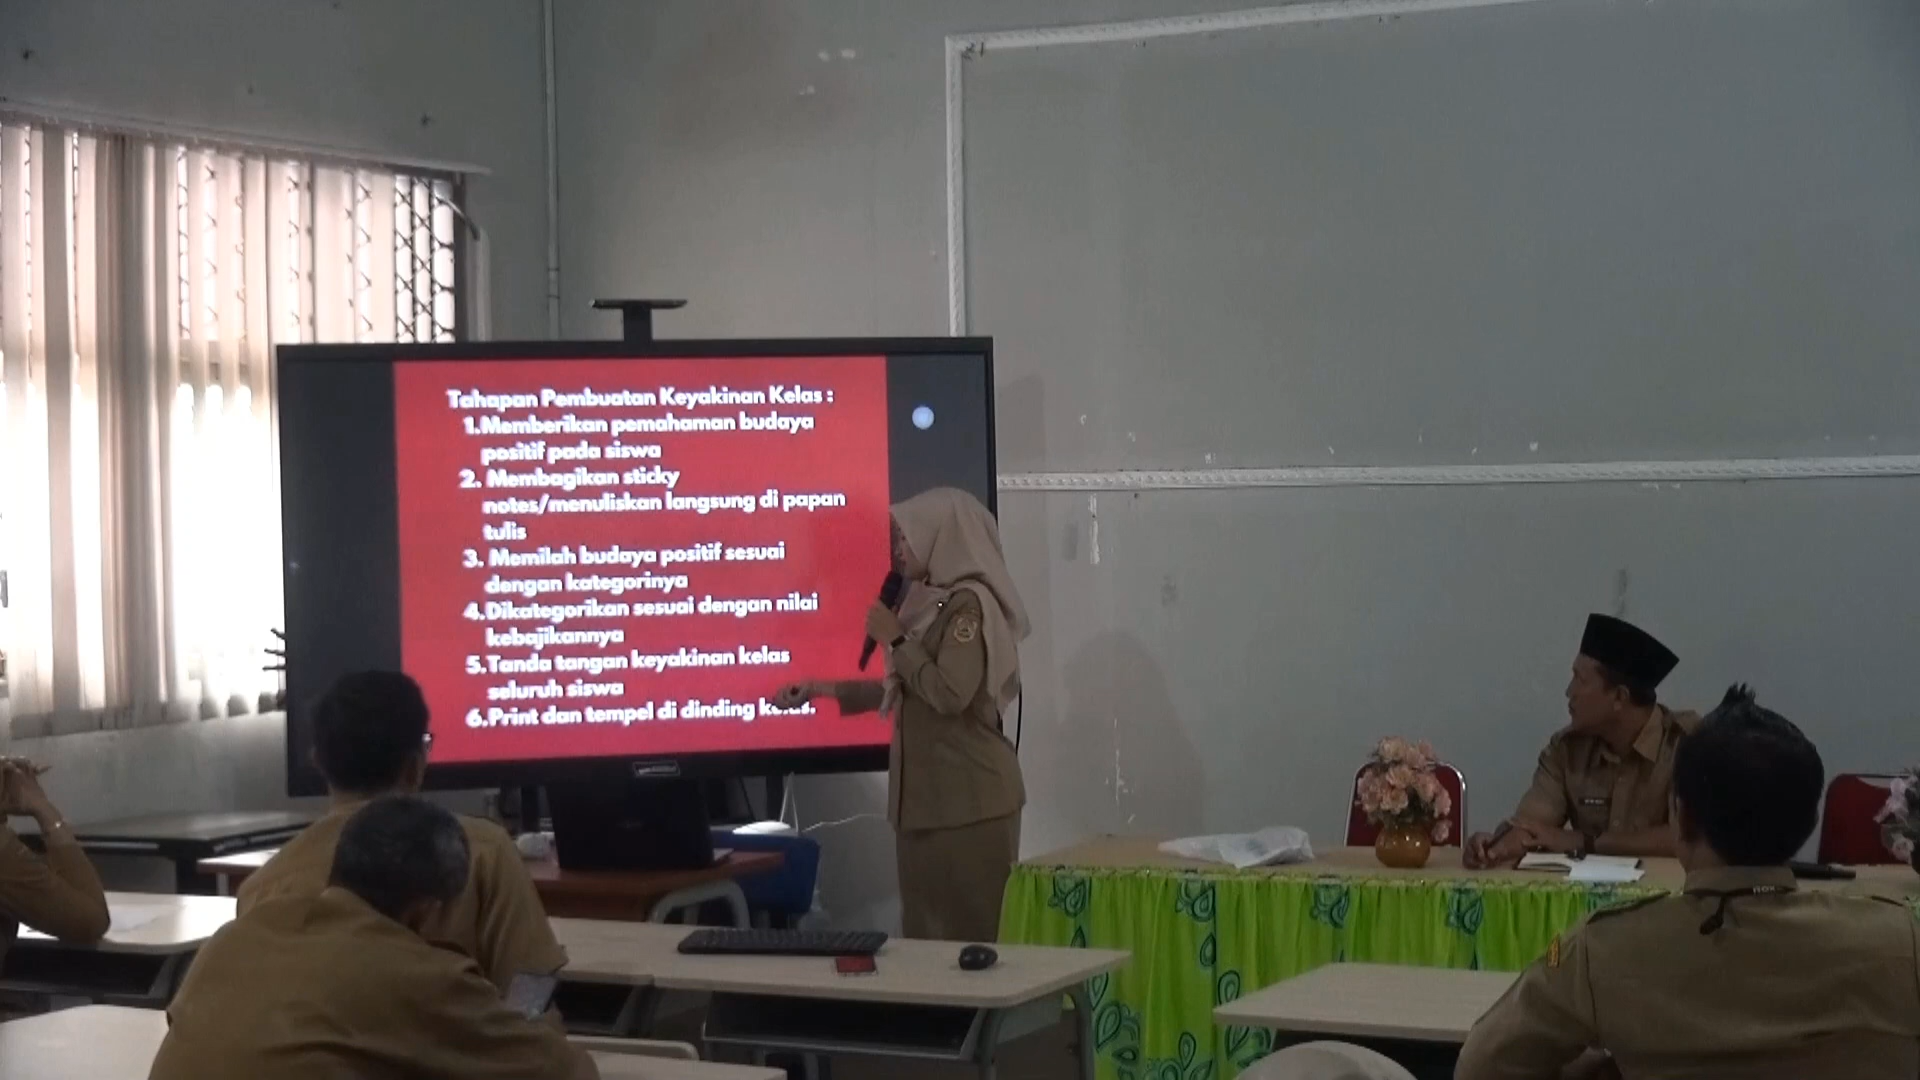 Tahapan Pembuatan Keyakinan Kelas :
1.Memberikan pemahaman budaya
positif pada siswa
2. Membagikan sticky
notes/menuliskan langsung di papan
tulis
3. Memilah budaya positif sesuai
dengan kategorinya
4.Dikategorikan sesuai dengan nilai
kebajikannya
5.Tanda tangan keyakinan kelas
seluruh siswa
6.Print dan tempel di dinding kelas.